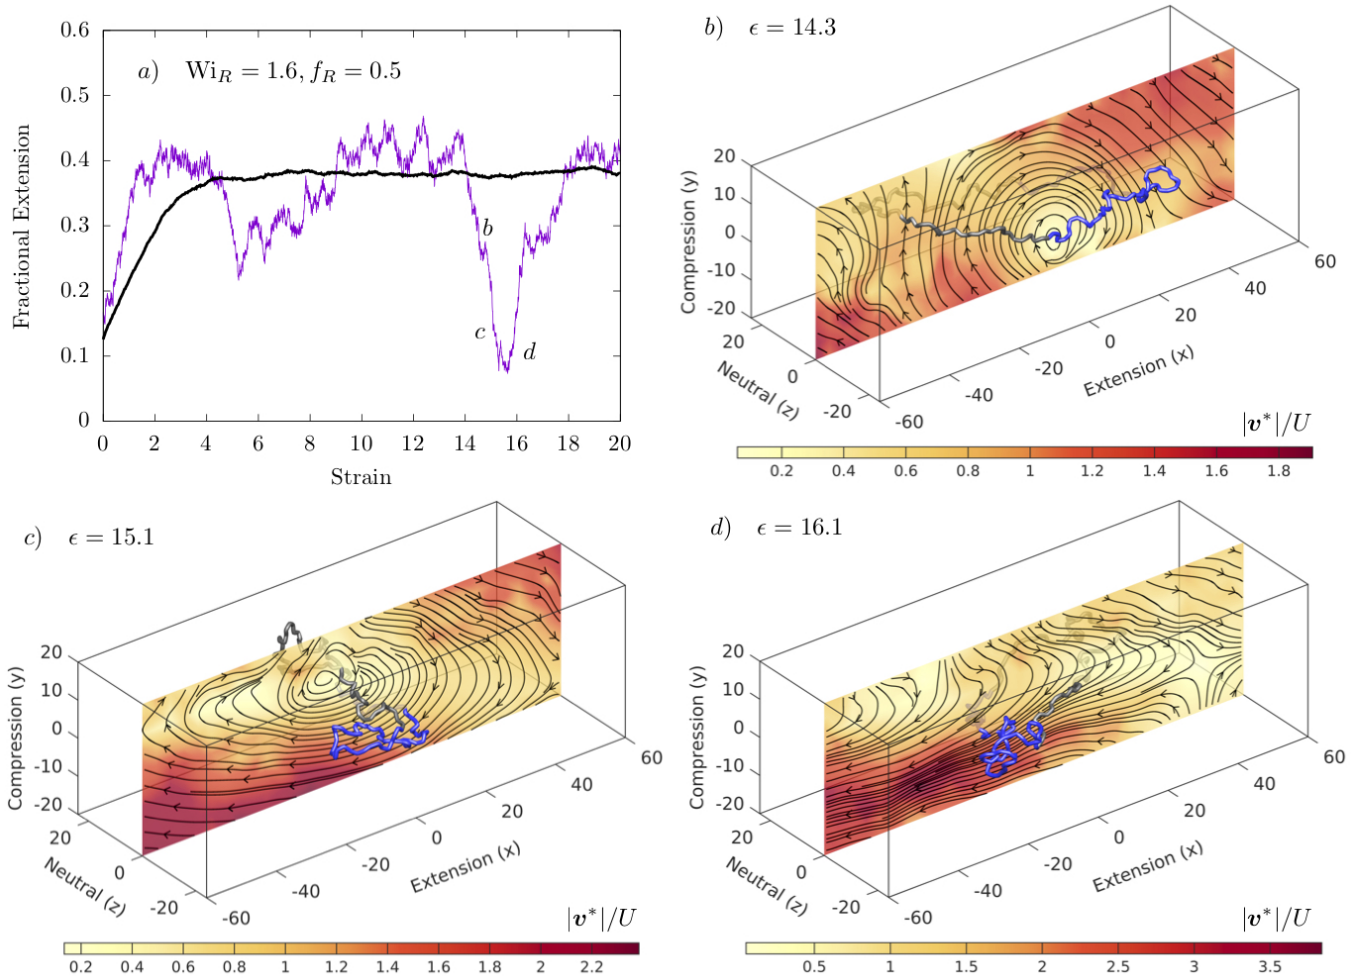 a) Wi_R = 1.6, f_R = 0.5
Fractional Extension
0.6
0.5
0.4
0.3
0.2
0.1
0
b
c
d
0 2 4 6 8 10 12 14 16 18 20
Strain
b) ϵ = 14.3
Compression (y)
20
10
0
-10
-20
Neutral (z)
20
0
-20
Extension (x)
-60
-40
-20
0
20
40
60
|v*|/U
0.2 0.4 0.6 0.8 1 1.2 1.4 1.6 1.8
c) ϵ = 15.1
Compression (y)
20
10
0
-10
-20
Neutral (z)
20
0
-20
Extension (x)
-60
-40
-20
0
20
40
60
|v*|/U
0.2 0.4 0.6 0.8 1 1.2 1.4 1.6 1.8 2 2.2
d) ϵ = 16.1
Compression (y)
20
10
0
-10
-20
Neutral (z)
20
0
-20
Extension (x)
-60
-40
-20
0
20
40
60
|v*|/U
0.5 1 1.5 2 2.5 3 3.5